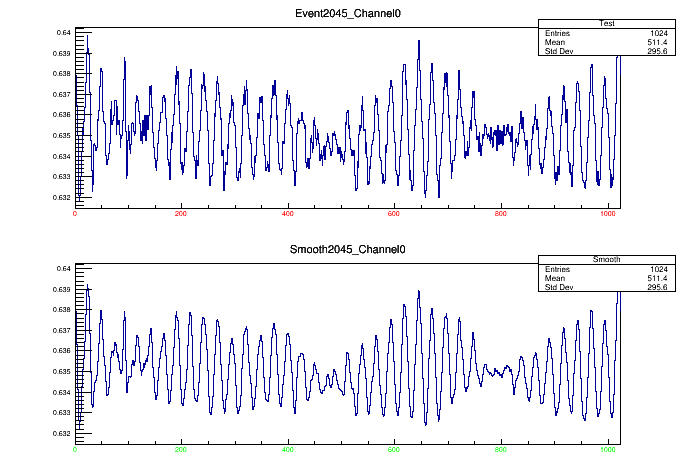 Event2045_Channel0
Test
Entries 1024
Mean 511.4
Std Dev 295.6
0.64
0.639
0.638
0.637
0.636
0.635
0.634
0.633
0.632
0 200 400 600 800 1000
Smooth2045_Channel0
Smooth
Entries 1024
Mean 511.4
Std Dev 295.6
0.64
0.639
0.638
0.637
0.636
0.635
0.634
0.633
0.632
0 200 400 600 800 1000